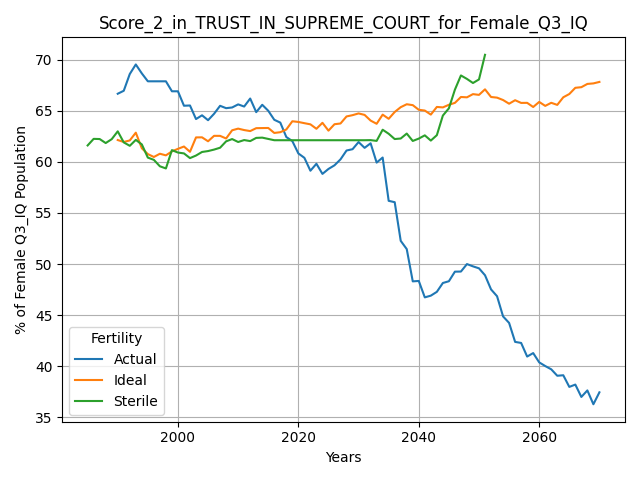 Score_2_in_TRUST_IN_SUPREME_COURT_for_Female_Q3_IQ
% of Female Q3_IQ Population
70
65
60
55
50
45
40
35
Fertility
Actual
Ideal
Sterile
2000
2020
2040
2060
Years